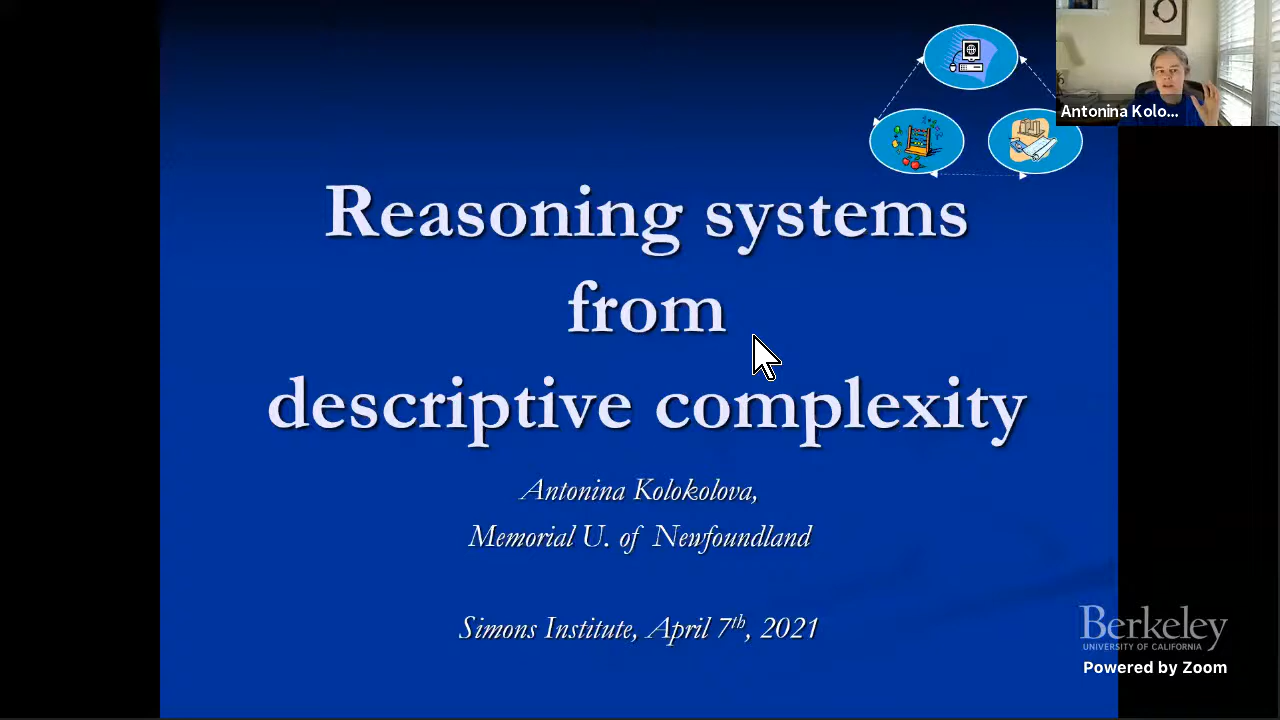 Antonina Kolo...
Reasoning systems
from
descriptive complexity
Antonina Kolokolova,
Memorial U. of Newfoundland
Simons Institute, April 7th, 2021
Berkeley
UNIVERSITY OF CALIFORNIA
Powered by Zoom